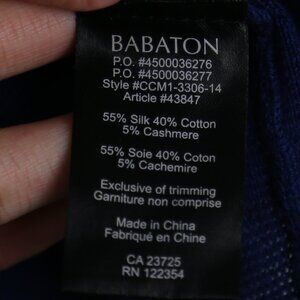 BABATON
P.O. #4500036276
P.O. #4500036277
Style #CCM1-3306-14
Article #43847
55% Silk 40% Cotton
5% Cashmere
55% Soie 40% Coton
5% Cachemire
Exclusive of trimming
Garniture non comprise
Made in China
Fabriqué en Chine
CA 23725
RN 122354